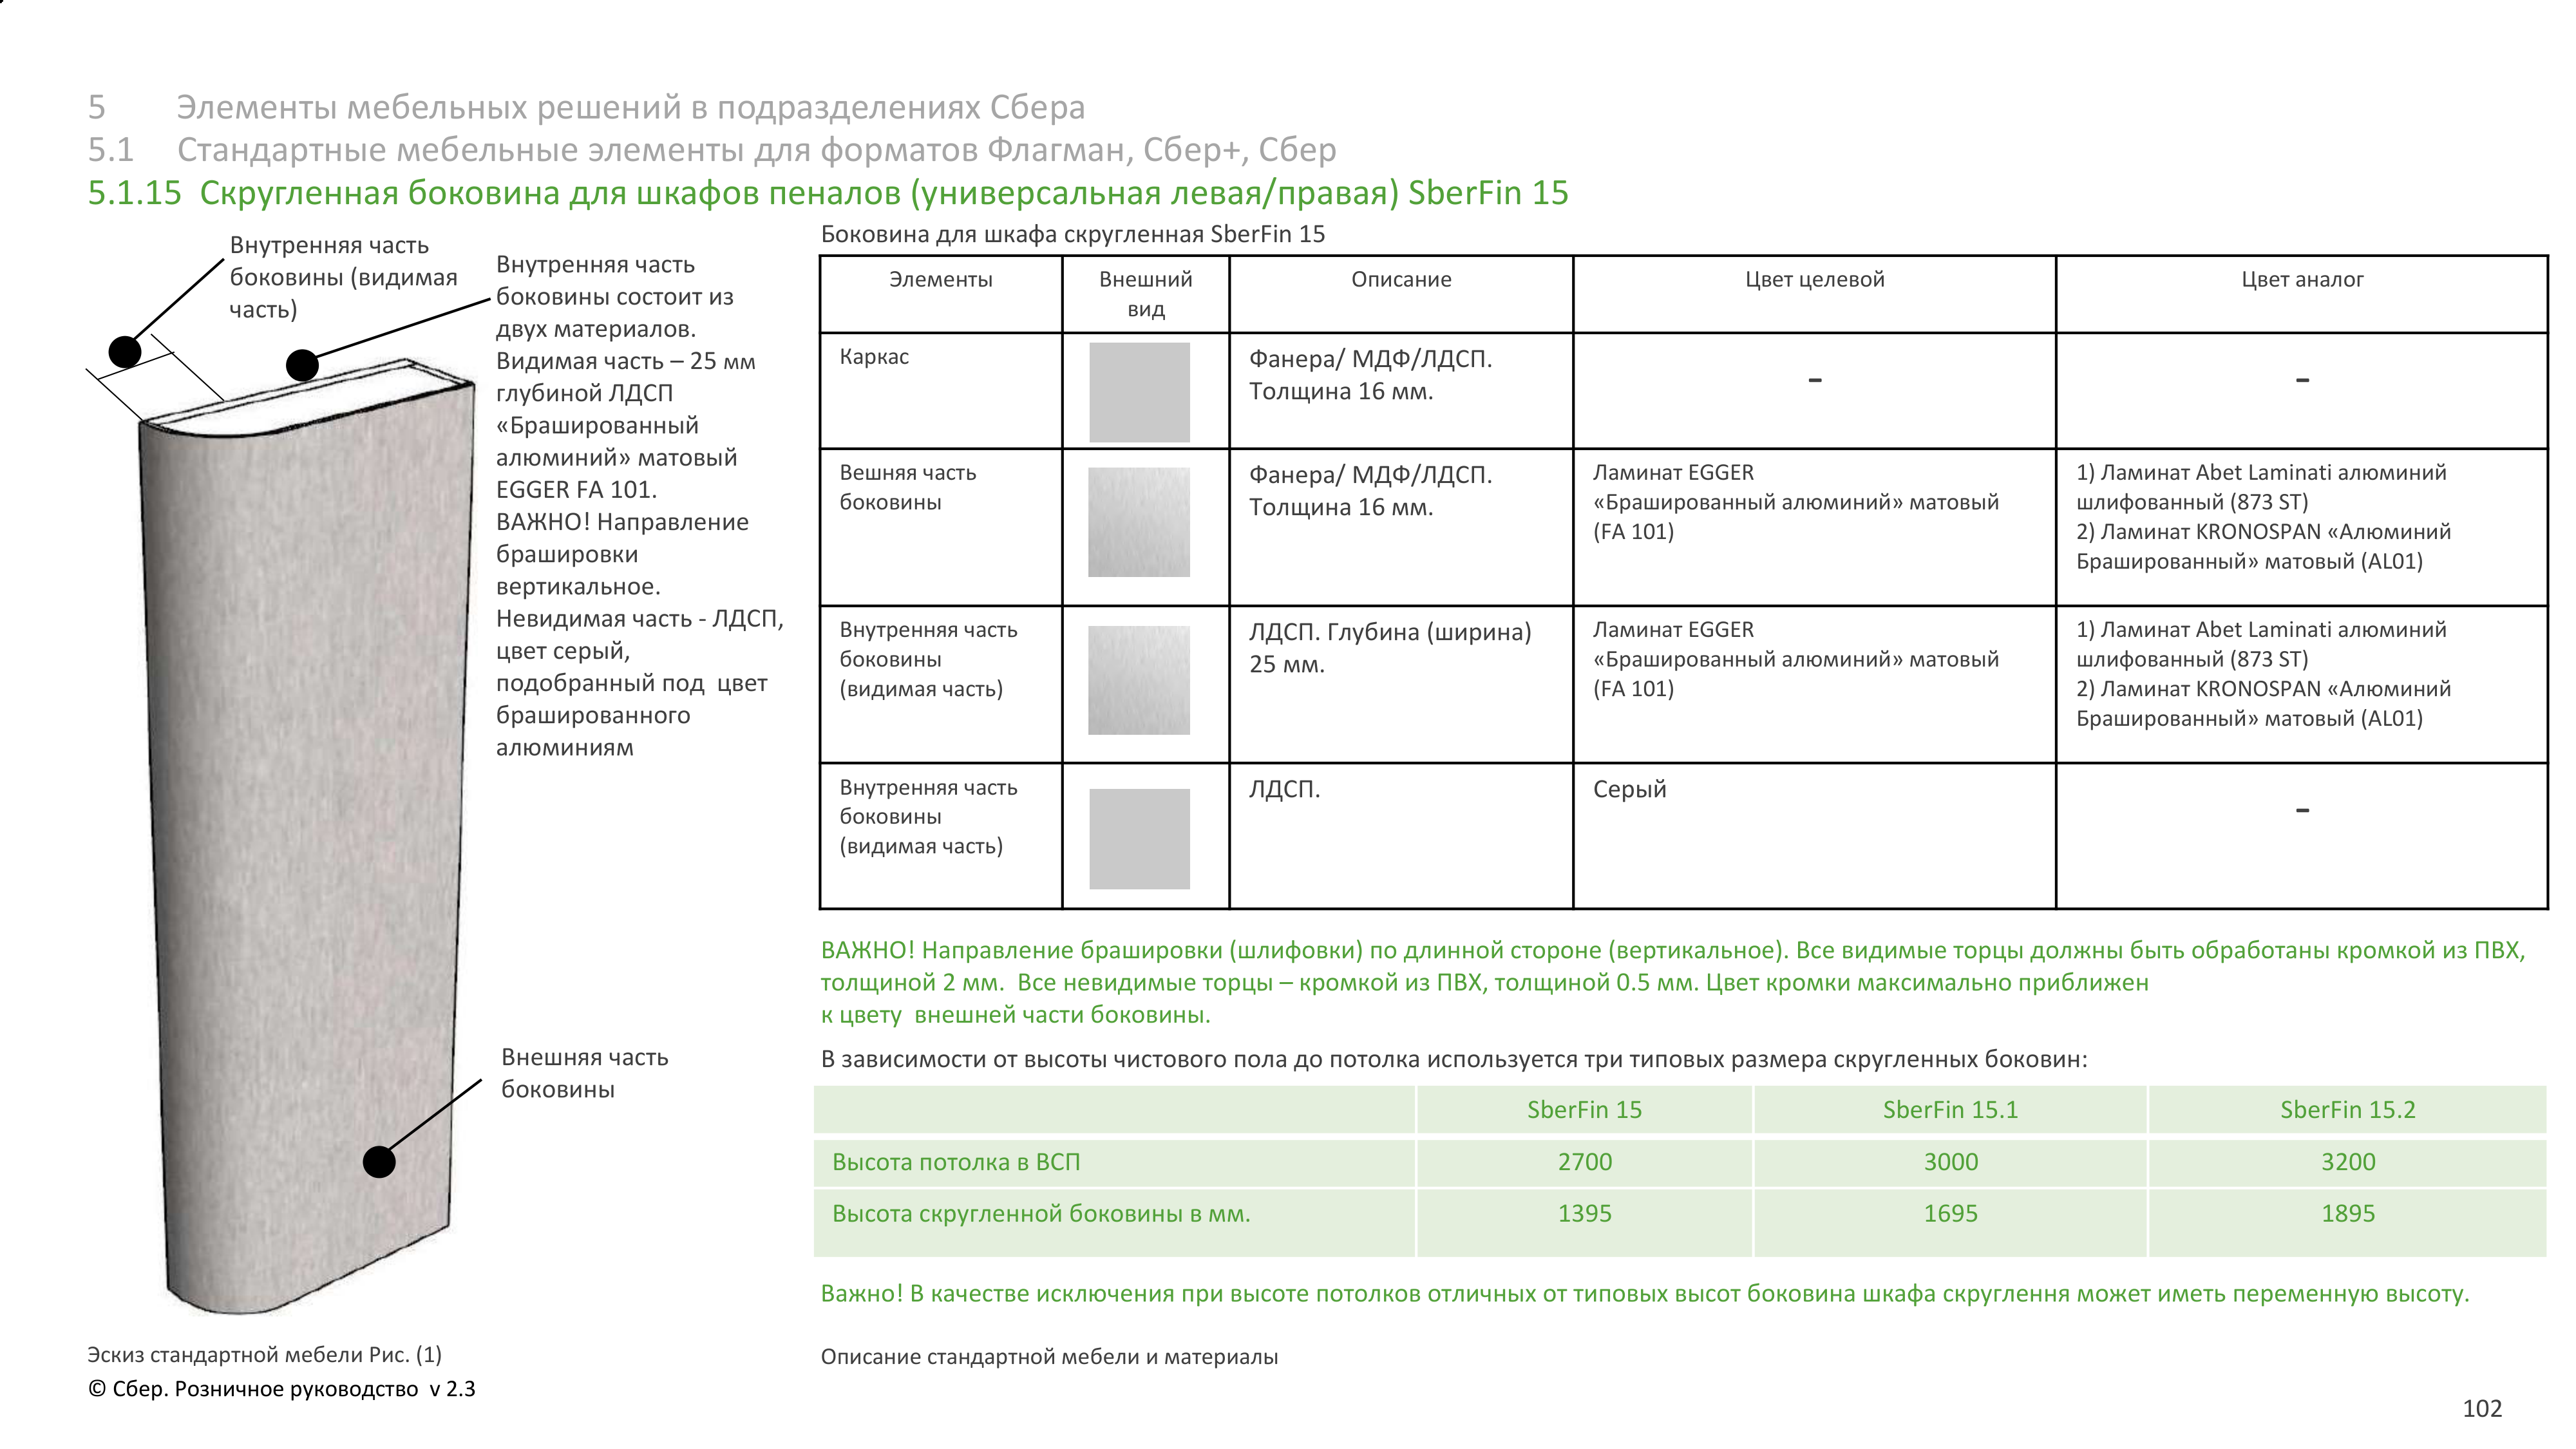 5 Элементы мебельных решений в подразделениях Сбера
5.1 Стандартные мебельные элементы для форматов Флагман, Сбер+, Сбер
5.1.15 Скругленная боковина для шкафов пеналов (универсальная левая/правая) SberFin 15
Внутренняя часть
боковины (видимая
часть)
Внутренняя часть
боковины состоит из
двух материалов.
Видимая часть – 25 мм
глубиной ЛДСП
«Брашированный
алюминий» матовый
EGGER FA 101.
ВАЖНО! Направление
брашировки
вертикальное.
Невидимая часть - ЛДСП,
цвет серый,
подобранный под цвет
брашированного
алюминиям
Внешняя часть
боковины
Эскиз стандартной мебели Рис. (1)
Боковина для шкафа скругленная SberFin 15
Элементы
Внешний
вид
Описание
Цвет целевой
Цвет аналог
Каркас
Фанера/ МДФ/ЛДСП.
Толщина 16 мм.
–
–
Вешняя часть
боковины
Фанера/ МДФ/ЛДСП.
Толщина 16 мм.
Ламинат EGGER
«Брашированный алюминий» матовый
(FA 101)
1) Ламинат Abet Laminati алюминий
шлифованный (873 ST)
2) Ламинат KRONOSPAN «Алюминий
Брашированный» матовый (AL01)
Внутренняя часть
боковины
(видимая часть)
ЛДСП. Глубина (ширина)
25 мм.
Ламинат EGGER
«Брашированный алюминий» матовый
(FA 101)
1) Ламинат Abet Laminati алюминий
шлифованный (873 ST)
2) Ламинат KRONOSPAN «Алюминий
Брашированный» матовый (AL01)
Внутренняя часть
боковины
(видимая часть)
ЛДСП.
Серый
–
ВАЖНО! Направление брашировки (шлифовки) по длинной стороне (вертикальное). Все видимые торцы должны быть обработаны кромкой из ПВХ,
толщиной 2 мм. Все невидимые торцы – кромкой из ПВХ, толщиной 0.5 мм. Цвет кромки максимально приближен
к цвету внешней части боковины.
В зависимости от высоты чистового пола до потолка используется три типовых размера скругленных боковин:
SberFin 15 SberFin 15.1 SberFin 15.2
Высота потолка в ВСП 2700 3000 3200
Высота скругленной боковины в мм. 1395 1695 1895
Важно! В качестве исключения при высоте потолков отличных от типовых высот боковина шкафа скруглення может иметь переменную высоту.
Описание стандартной мебели и материалы
© Сбер. Розничное руководство v 2.3
102